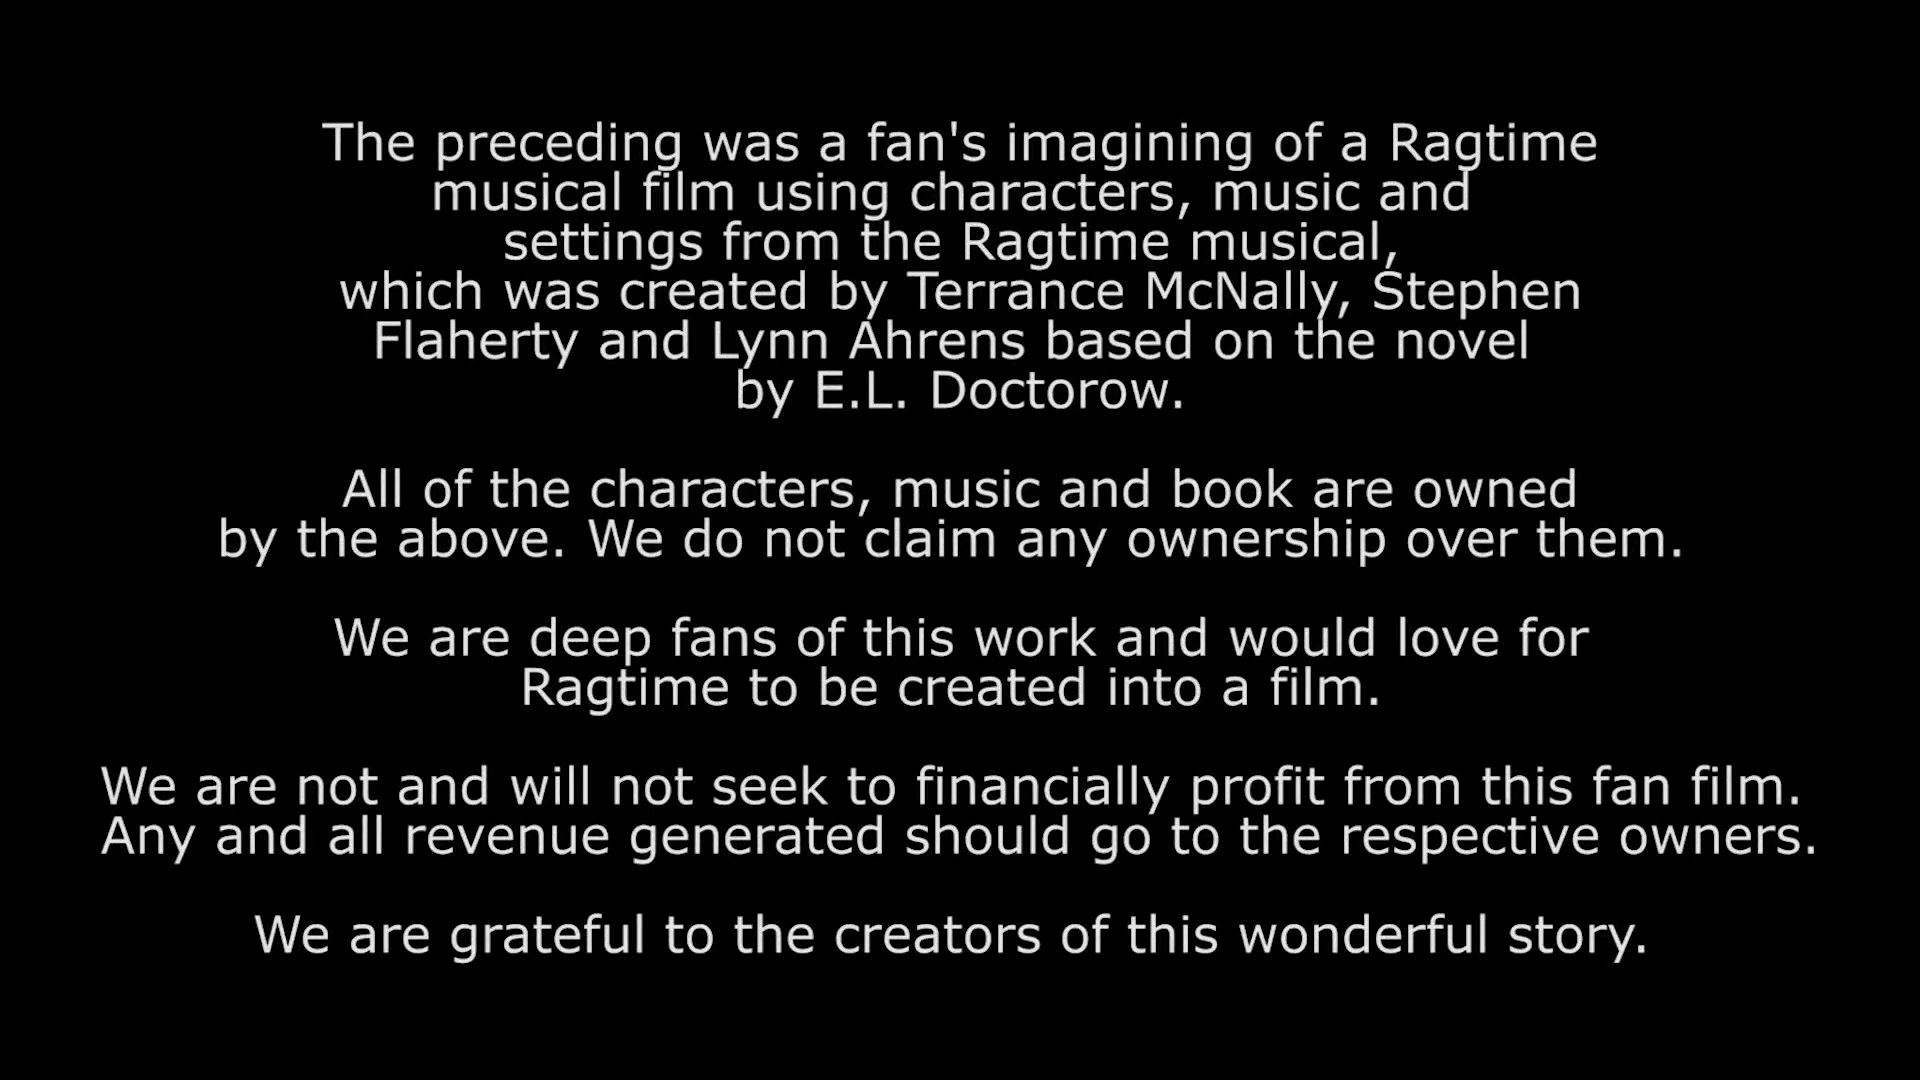 The preceding was a fan's imagining of a Ragtime
musical film using characters, music and
settings from the Ragtime musical,
which was created by Terrance McNally, Stephen
Flaherty and Lynn Ahrens based on the novel
by E.L. Doctorow.
All of the characters, music and book are owned
by the above. We do not claim any ownership over them.
We are deep fans of this work and would love for
Ragtime to be created into a film.
We are not and will not seek to financially profit from this fan film.
Any and all revenue generated should go to the respective owners.
We are grateful to the creators of this wonderful story.